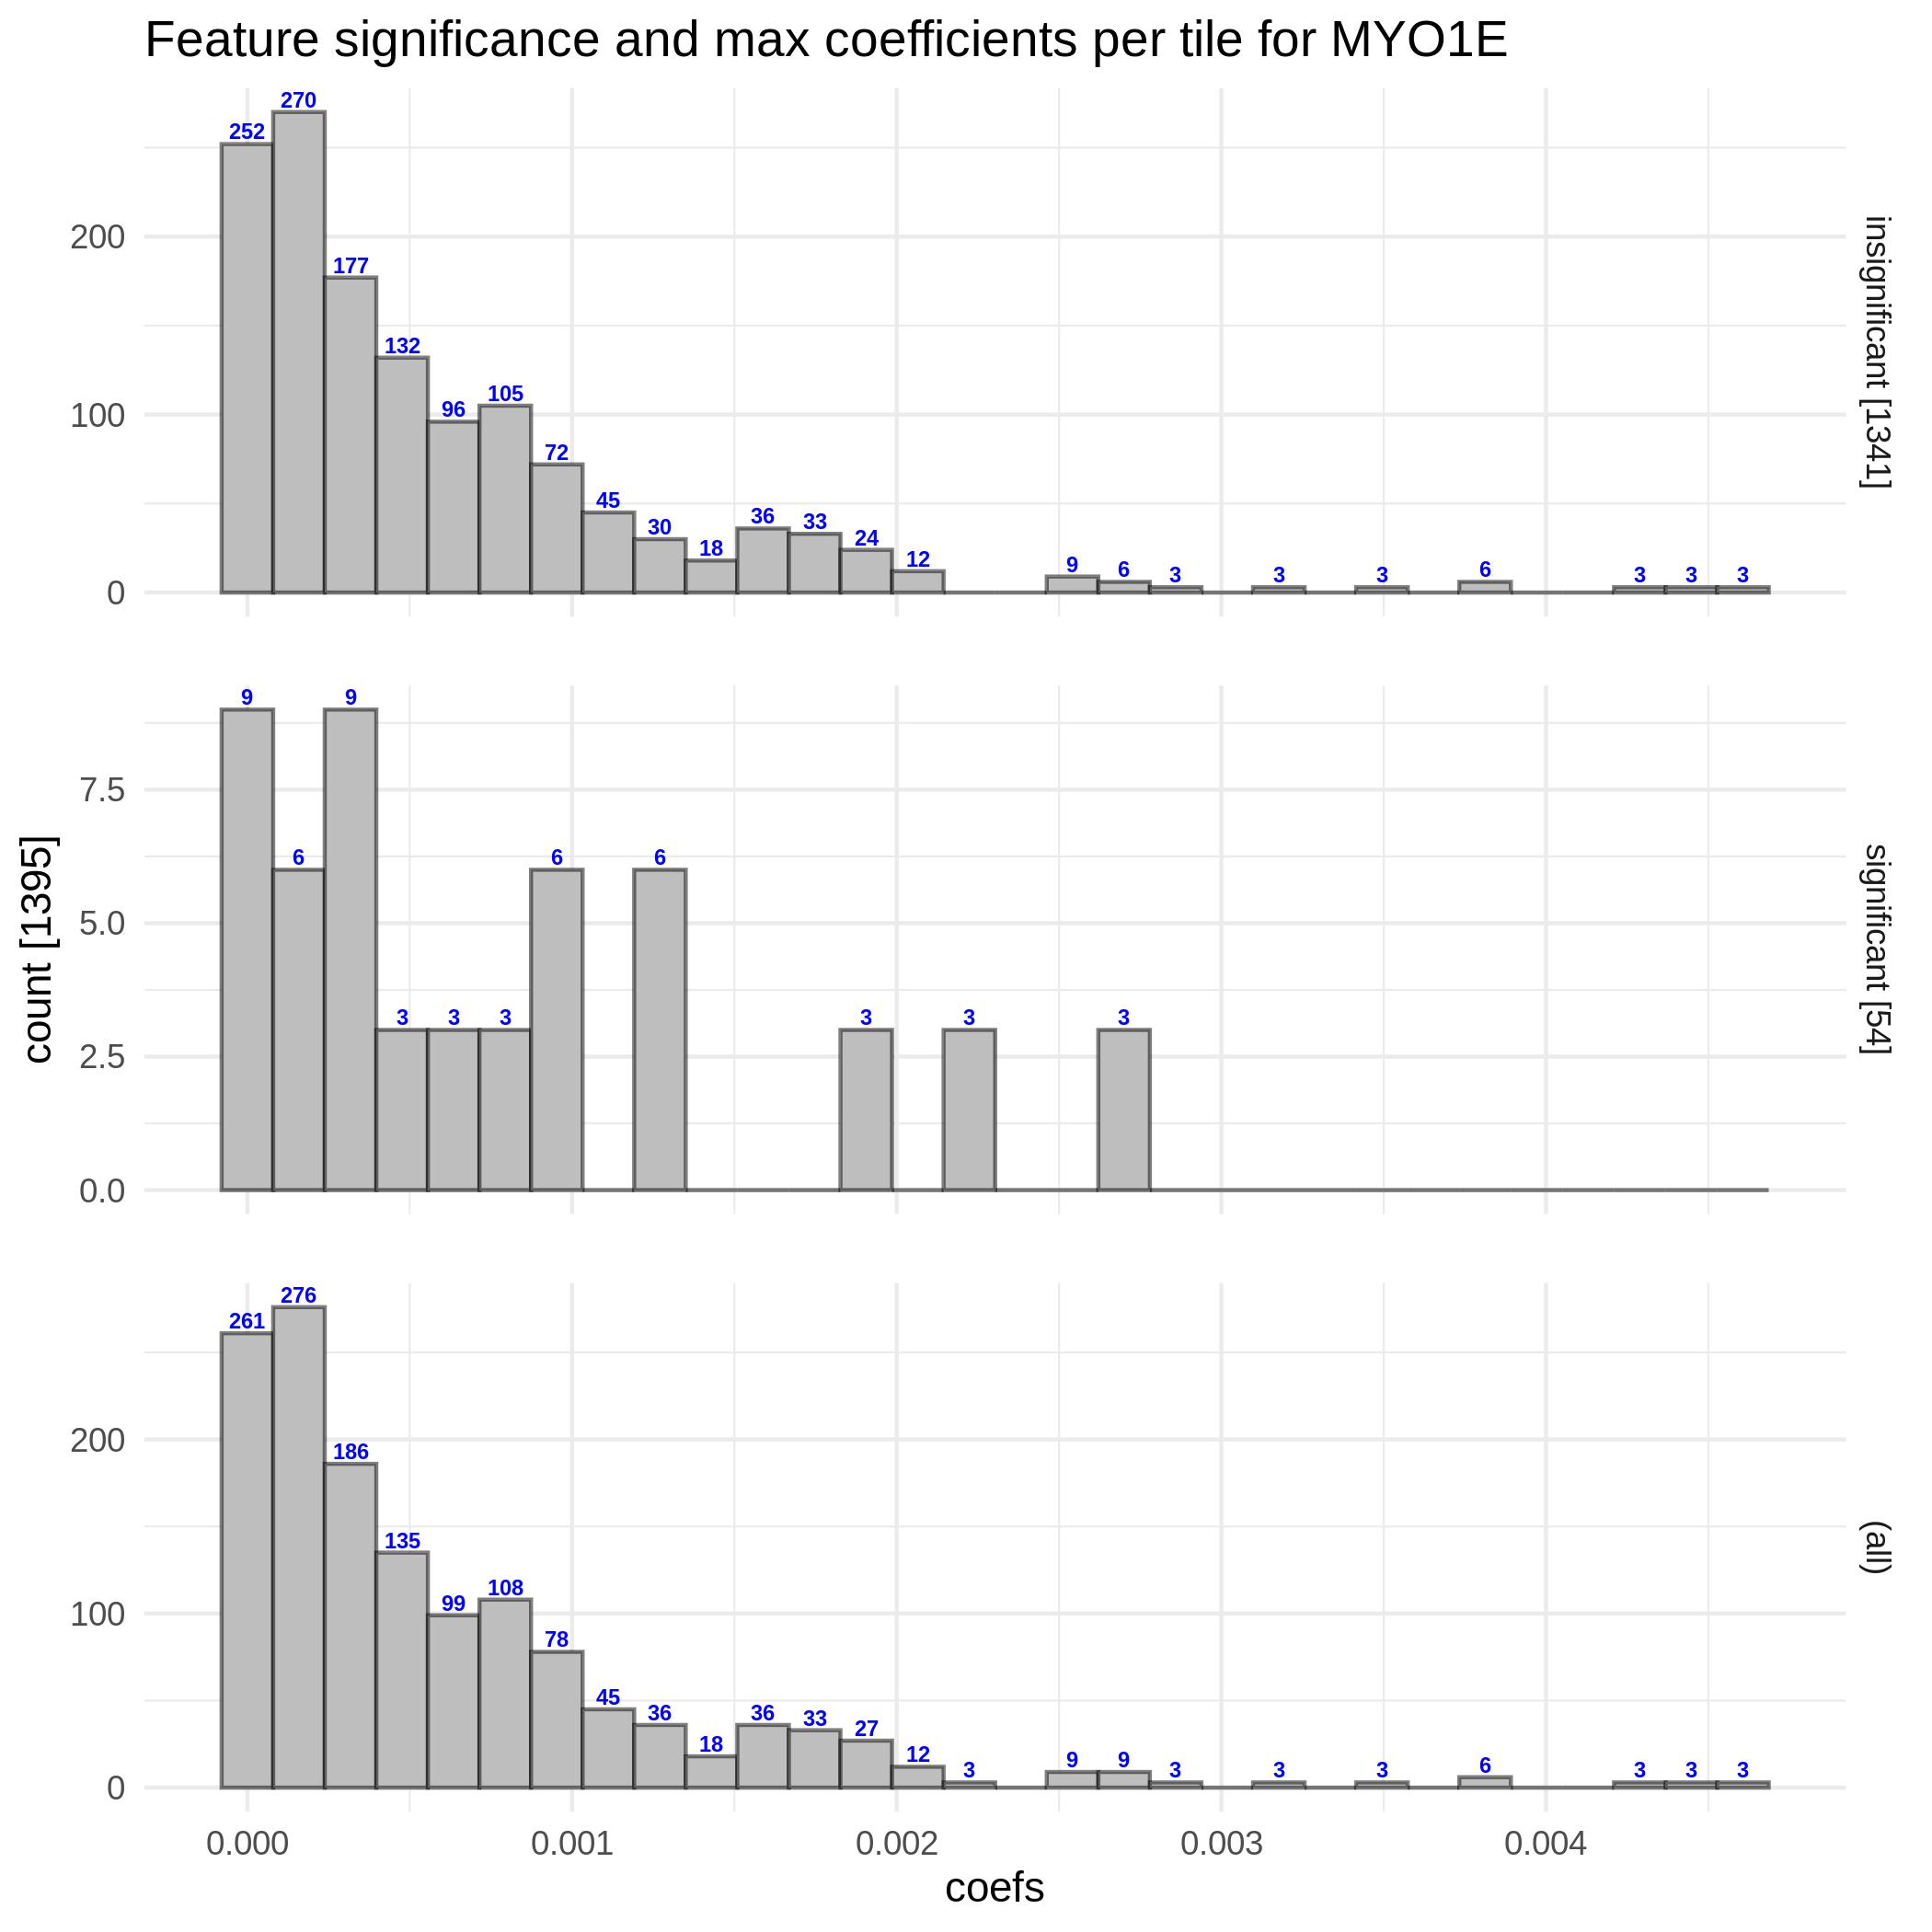 Feature significance and max coefficients per tile for MYO1E
252 270 177 132 96 105 72 45 30 18 36 33 24 12 9 6 3 3 3 6 3 3 3
200
100
0
insignificant [1341]
9 6 9 3 3 3 6 6 3 3 3
7.5
5.0
2.5
0.0
significant [54]
count [1395]
261 276 186 135 99 108 78 45 36 18 36 33 27 12 3 9 9 3 3 3 6 3 3 3
200
100
0
(all)
0.000 0.001 0.002 0.003 0.004
coefs